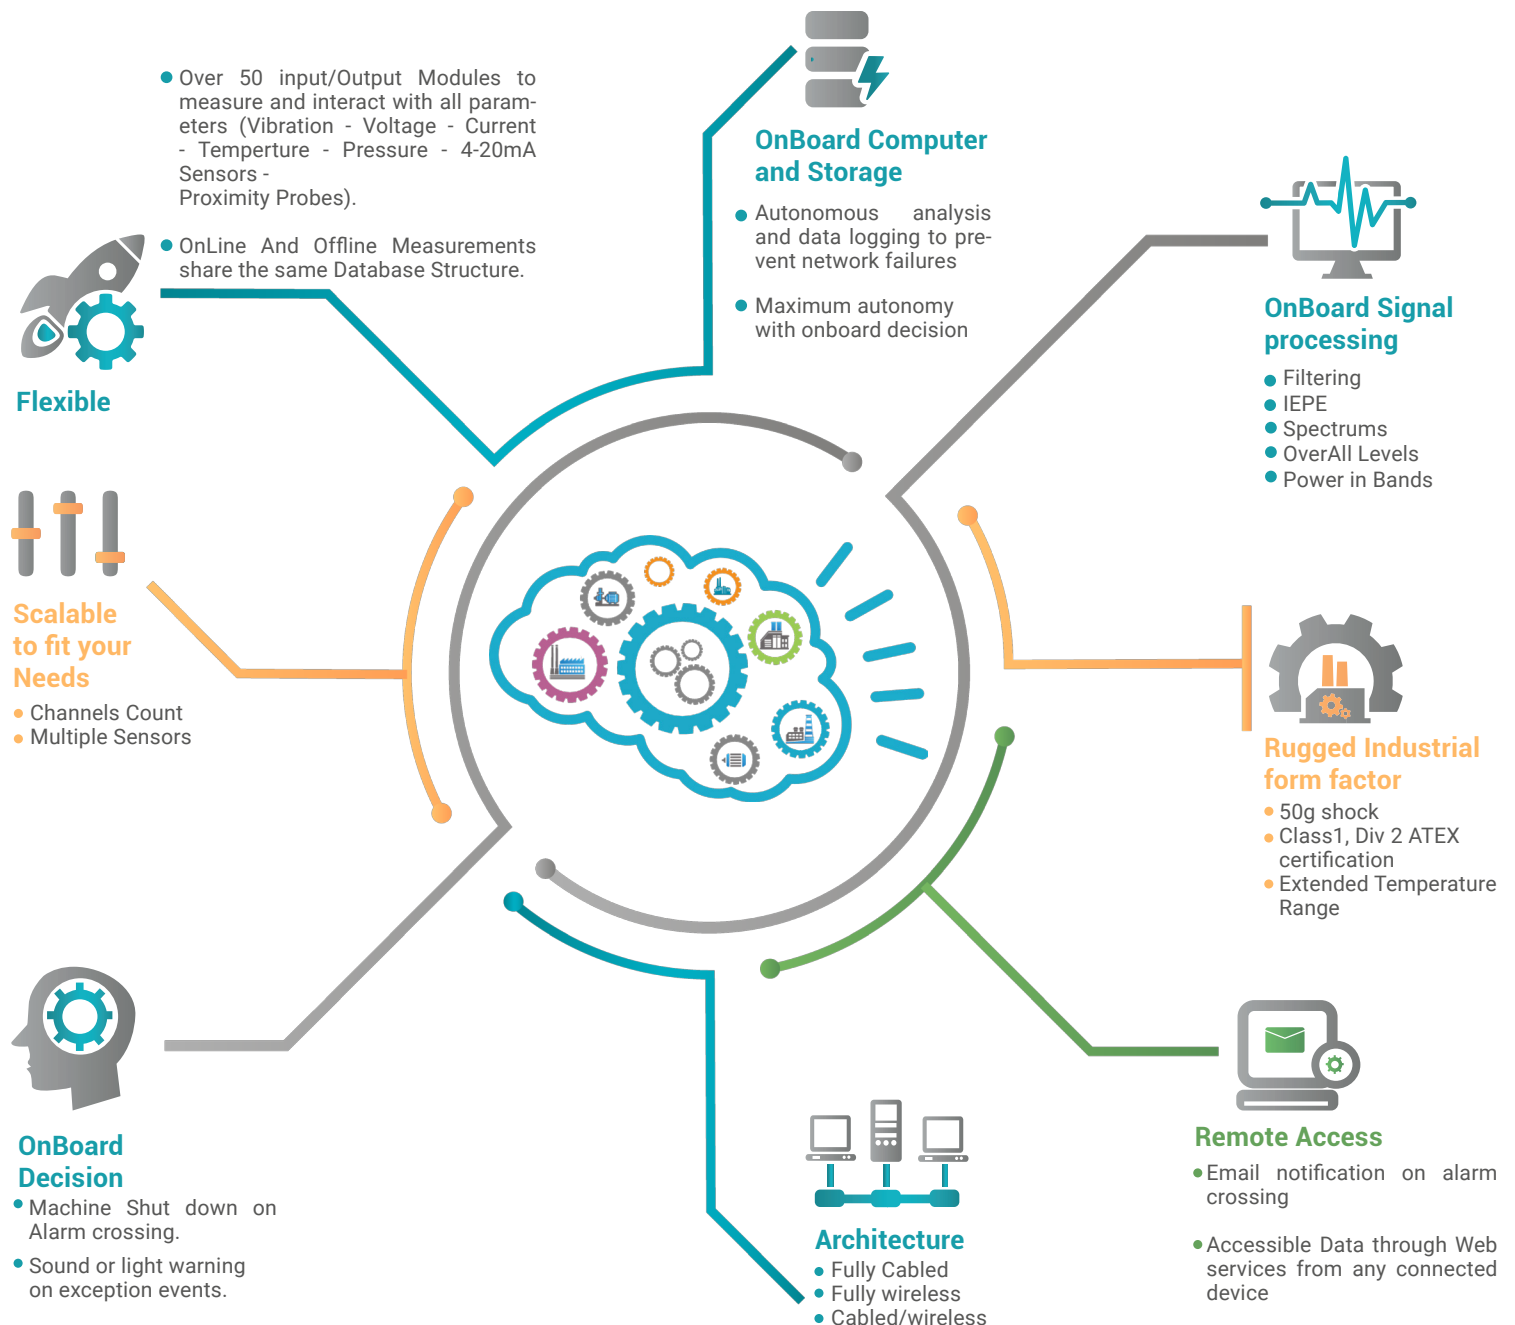 Over 50 input/Output Modules to
measure and interact with all param-
eters (Vibration - Voltage - Current
- Temperture - Pressure - 4-20mA
Sensors -
Proximity Probes).
OnLine And Offline Measurements
share the same Database Structure.
Flexible
OnBoard Computer
and Storage
Autonomous analysis
and data logging to pre-
vent network failures
Maximum autonomy
with onboard decision
OnBoard Signal
processing
Filtering
IEPE
Spectrums
OverAll Levels
Power in Bands
Scalable
to fit your
Needs
Channels Count
Multiple Sensors
Rugged Industrial
form factor
50g shock
Class1, Div 2 ATEX
certification
Extended Temperature
Range
OnBoard
Decision
Machine Shut down on
Alarm crossing.
Sound or light warning
on exception events.
Architecture
Fully Cabled
Fully wireless
Cabled/wireless
Remote Access
Email notification on alarm
crossing
Accessible Data through Web
services from any connected
device